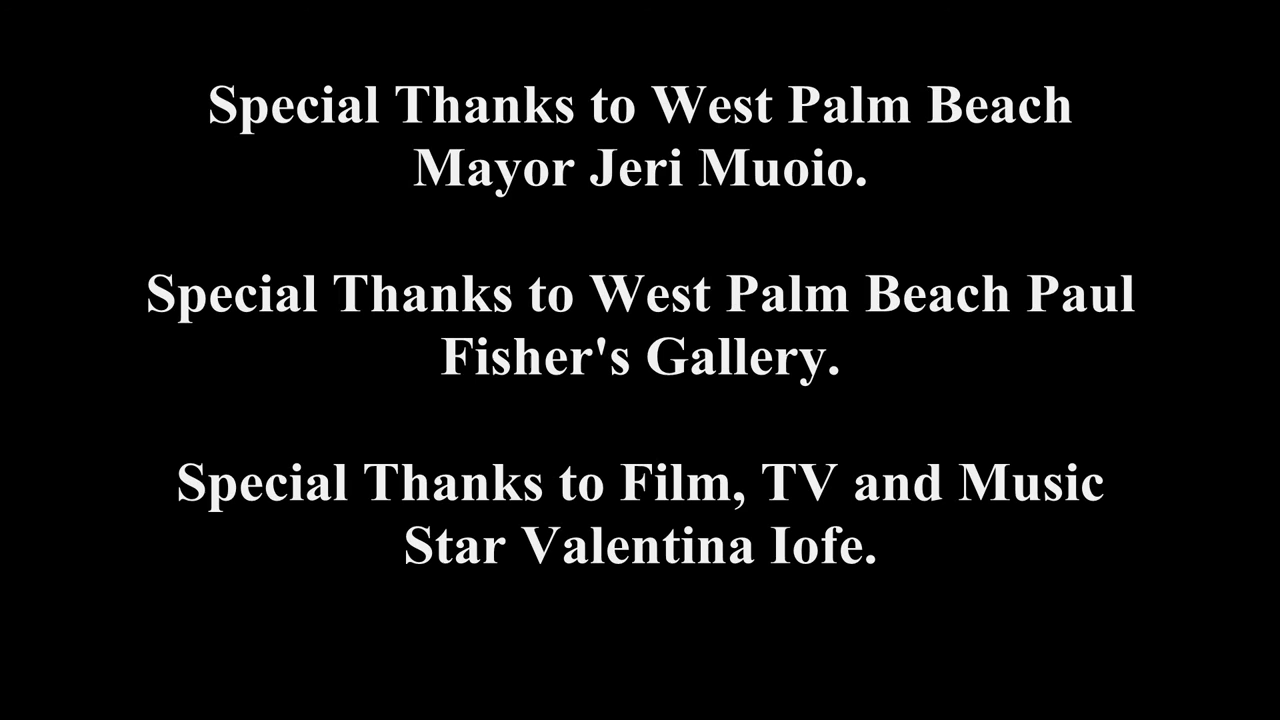 Special Thanks to West Palm Beach
Mayor Jeri Muoio.
Special Thanks to West Palm Beach Paul
Fisher's Gallery.
Special Thanks to Film, TV and Music
Star Valentina Iofe.